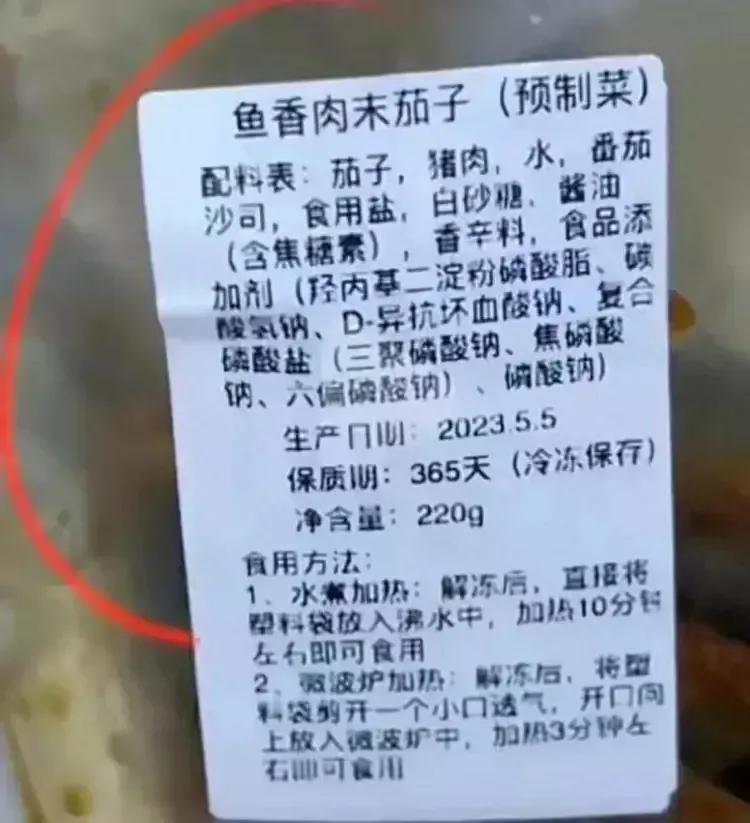 鱼香肉末茄子（预制菜）
配料表：茄子，猪肉，水，番茄
沙司，食用盐，白砂糖、酱油
（含焦糖素），香辛料，食品添
加剂（羟丙基二淀粉磷酸脂、碳
酸氢钠、D-异抗坏血酸钠、复合
磷酸盐（三聚磷酸钠、焦磷酸
钠、六偏磷酸钠）、磷酸钠）
生产日期：2023.5.5
保质期：365天（冷冻保存）
净含量：220g
食用方法：
1、水煮加热：解冻后，直接将
塑料袋放入沸水中，加热10分钟
左右即可食用
2、微波炉加热：解冻后，将塑
料袋剪开一个小口透气，开口向
上放入微波炉中，加热3分钟左
右即可食用